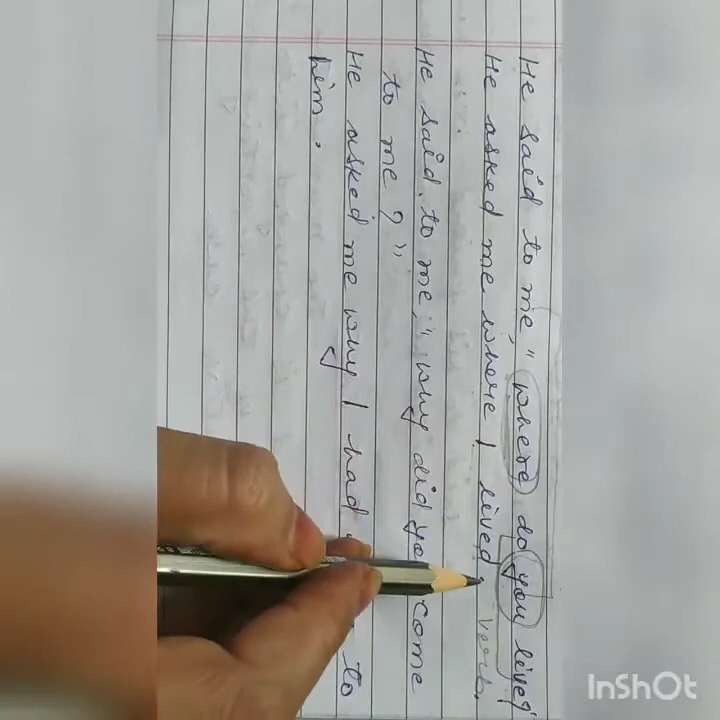 He said to me, "where do you lived
He asked me where I lived verb.
He said to me, "why did you come
to me ?"
He asked me why I had to
him.
InShOt